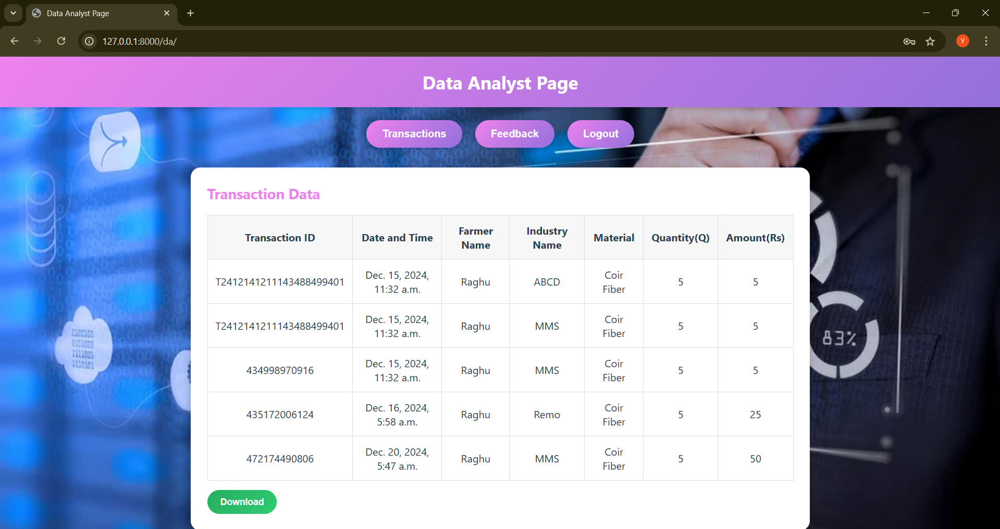 Data Analyst Page
127.0.0.1:8000/da/
Y
Data Analyst Page
Transactions Feedback Logout
Transaction Data
Transaction ID Date and Time Farmer Name Industry Name Material Quantity(Q) Amount(Rs)
T2412141211143488499401 Dec. 15, 2024, 11:32 a.m. Raghu ABCD Coir Fiber 5 5
T2412141211143488499401 Dec. 15, 2024, 11:32 a.m. Raghu MMS Coir Fiber 5 5
434998970916 Dec. 15, 2024, 11:32 a.m. Raghu MMS Coir Fiber 5 5
435172006124 Dec. 16, 2024, 5:58 a.m. Raghu Remo Coir Fiber 5 25
472174490806 Dec. 20, 2024, 5:47 a.m. Raghu MMS Coir Fiber 5 50
Download
83%